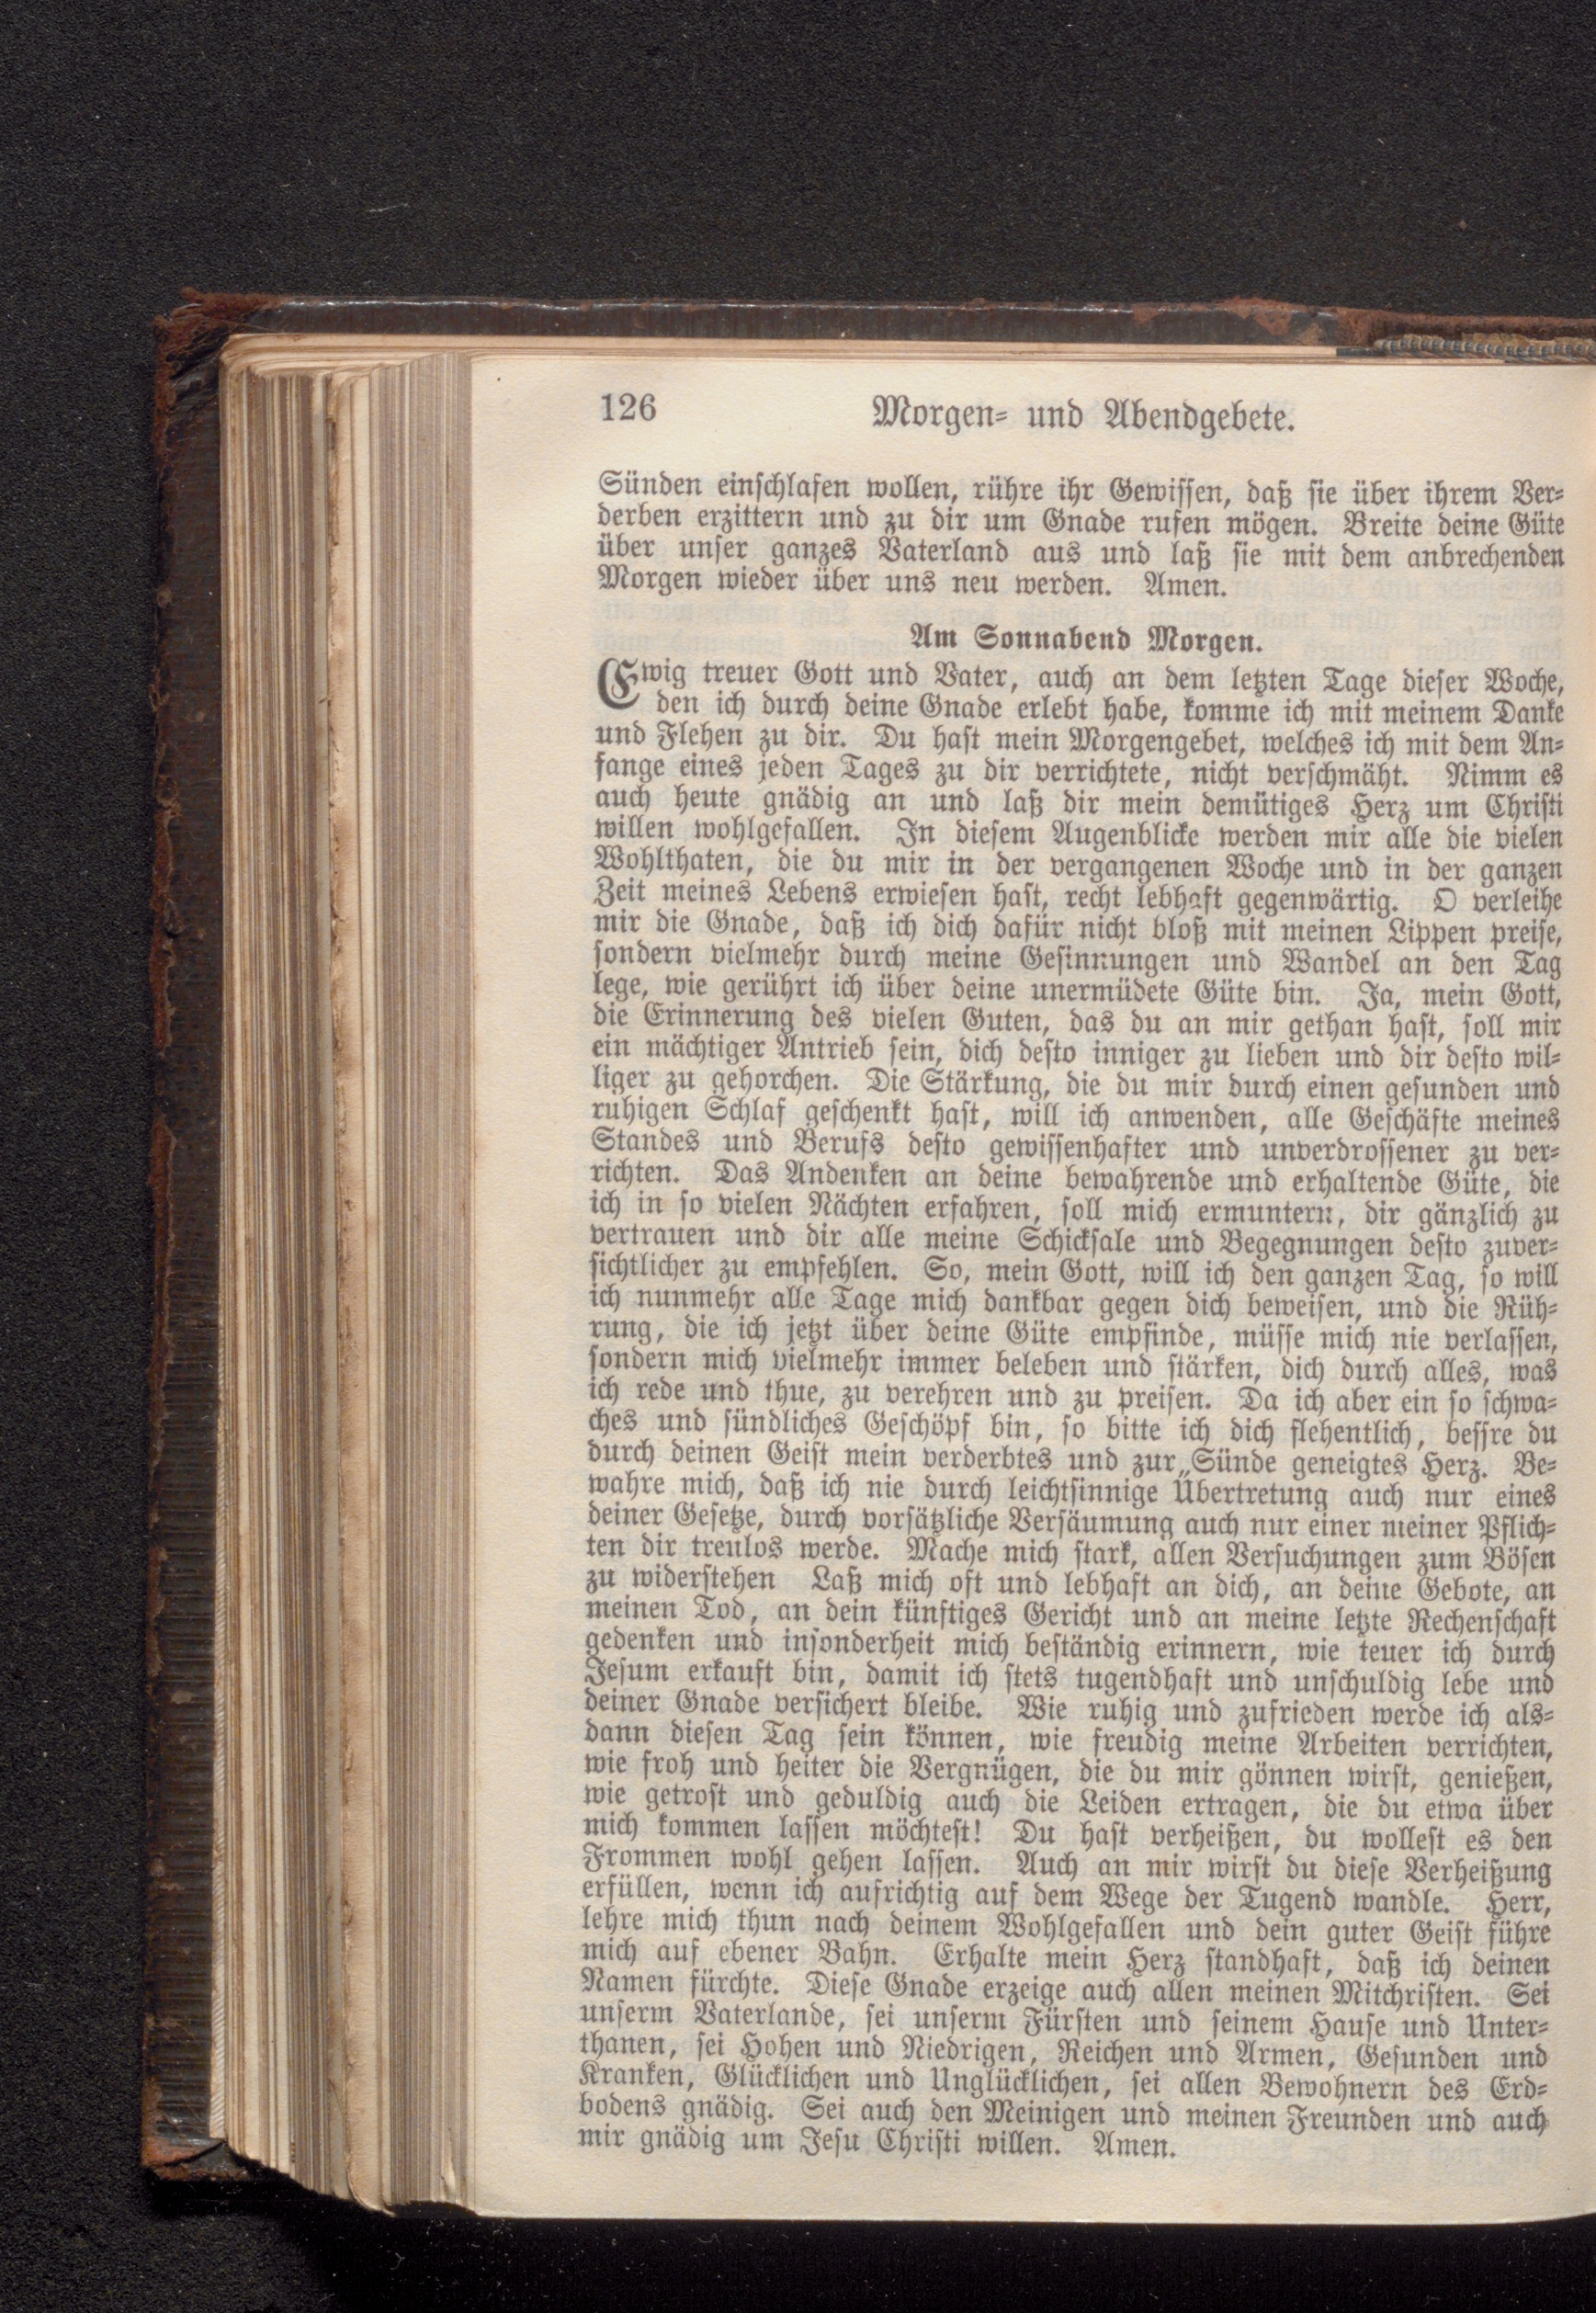 126
Morgen- und Abendgebete.
Sünden einschlafen wollen, rühre ihr Gewissen, daß sie über ihrem Ver-
derben erzittern und zu dir um Gnade rufen mögen. Breite deine Güte
über unser ganzes Vaterland aus und laß sie mit dem anbrechenden
Morgen wieder über uns neu werden. Amen.
Am Sonnabend Morgen.
Ewig treuer Gott und Vater, auch an dem letzten Tage dieser Woche,
den ich durch deine Gnade erlebt habe, komme ich mit meinem Danke
und Flehen zu dir. Du hast mein Morgengebet, welches ich mit dem An-
fange eines jeden Tages zu dir verrichtete, nicht verschmäht. Nimm es
auch heute gnädig an und laß dir mein demütiges Herz um Christi
willen wohlgefallen. In diesem Augenblicke werden mir alle die vielen
Wohlthaten, die du mir in der vergangenen Woche und in der ganzen
Zeit meines Lebens erwiesen hast, recht lebhaft gegenwärtig. O verleihe
mir die Gnade, daß ich dich dafür nicht bloß mit meinen Lippen preise,
sondern vielmehr durch meine Gesinnungen und Wandel an den Tag
lege, wie gerührt ich über deine unermüdete Güte bin. Ja, mein Gott,
die Erinnerung des vielen Guten, das du an mir gethan hast, soll mir
ein mächtiger Antrieb sein, dich desto inniger zu lieben und dir desto wil-
liger zu gehorchen. Die Stärkung, die du mir durch einen gesunden und
ruhigen Schlaf geschenkt hast, will ich anwenden, alle Geschäfte meines
Standes und Berufs desto gewissenhafter und unverdrossener zu ver-
richten. Das Andenken an deine bewahrende und erhaltende Güte, die
ich in so vielen Nächten erfahren, soll mich ermuntern, dir gänzlich zu
vertrauen und dir alle meine Schicksale und Begegnungen desto zuver-
sichtlicher zu empfehlen. So, mein Gott, will ich den ganzen Tag, so will
ich nunmehr alle Tage mich dankbar gegen dich beweisen, und die Rüh-
rung, die ich jetzt über deine Güte empfinde, müsse mich nie verlassen,
sondern mich vielmehr immer beleben und stärken, dich durch alles, was
ich rede und thue, zu verehren und zu preisen. Da ich aber ein so schwa-
ches und sündliches Geschöpf bin, so bitte ich dich flehentlich, bessre du
durch deinen Geist mein verderbtes und zur Sünde geneigtes Herz. Be-
wahre mich, daß ich nie durch leichtsinnige Übertretung auch nur eines
deiner Gesetze, durch vorsätzliche Versäumung auch nur einer meiner Pflich-
ten dir treulos werde. Mache mich stark, allen Versuchungen zum Bösen
zu widerstehen Laß mich oft und lebhaft an dich, an deine Gebote, an
meinen Tod, an dein künftiges Gericht und an meine letzte Rechenschaft
gedenken und insonderheit mich beständig erinnern, wie teuer ich durch
Jesum erkauft bin, damit ich stets tugendhaft und unschuldig lebe und
deiner Gnade versichert bleibe. Wie ruhig und zufrieden werde ich als-
dann diesen Tag sein können, wie freudig meine Arbeiten verrichten,
wie froh und heiter die Vergnügen, die du mir gönnen wirst, genießen,
wie getrost und geduldig auch die Leiden ertragen, die du etwa über
mich kommen lassen möchtest! Du hast verheißen, du wollest es den
Frommen wohl gehen lassen. Auch an mir wirst du diese Verheißung
erfüllen, wenn ich aufrichtig auf dem Wege der Tugend wandle. Herr,
lehre mich thun nach deinem Wohlgefallen und dein guter Geist führe
mich auf ebener Bahn. Erhalte mein Herz standhaft, daß ich deinen
Namen fürchte. Diese Gnade erzeige auch allen meinen Mitchristen. Sei
unserm Vaterlande, sei unserm Fürsten und seinem Hause und Unter-
thanen, sei Hohen und Niedrigen, Reichen und Armen, Gesunden und
Kranken, Glücklichen und Unglücklichen, sei allen Bewohnern des Erd-
bodens gnädig. Sei auch den Meinigen und meinen Freunden und auch
mir gnädig um Jesu Christi willen. Amen.